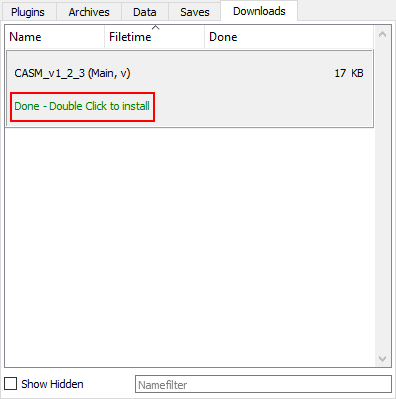 Plugins Archives Data Saves Downloads
Name Filetime Done
CASM_v1_2_3 (Main, v) 17 KB
Done - Double Click to install
Show Hidden Namefilter